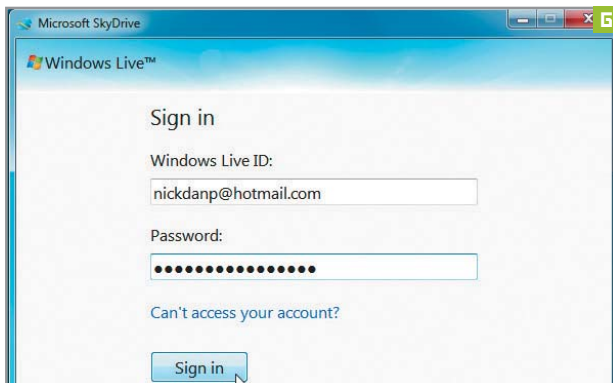 Microsoft SkyDrive
G
Windows Live™
Sign in
Windows Live ID:
nickdanp@hotmail.com
Password:
••••••••••••••••
Can't access your account?
Sign in